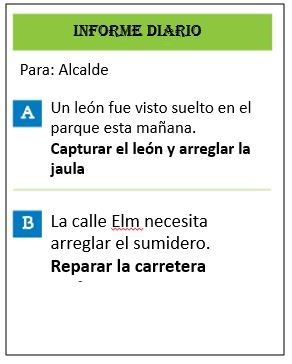 INFORME DIARIO
Para: Alcalde
A
Un león fue visto suelto en el
parque esta mañana.
Capturar el león y arreglar la
jaula
B
La calle Elm necesita
arreglar el sumidero.
Reparar la carretera